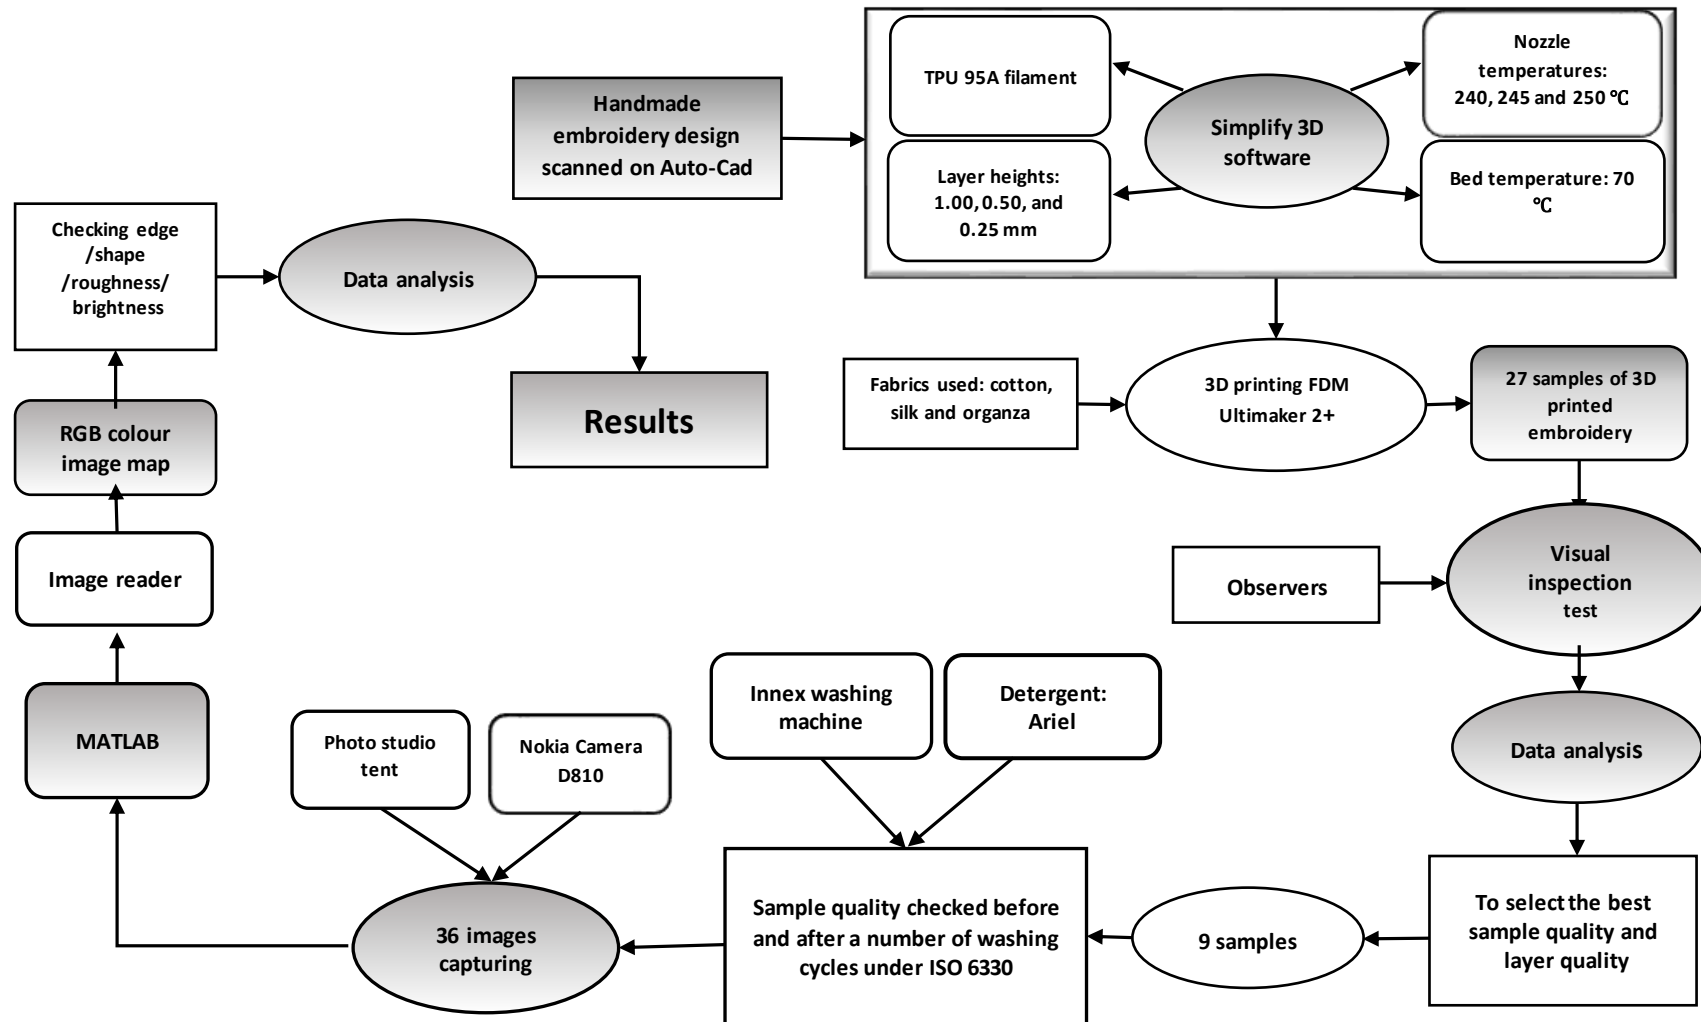 Handmade
embroidery design
scanned on Auto-Cad
TPU 95A filament
Nozzle
temperatures:
240, 245 and 250 ℃
Simplify 3D
software
Layer heights:
1.00, 0.50, and
0.25 mm
Bed temperature: 70
℃
Fabrics used: cotton,
silk and organza
3D printing FDM
Ultimaker 2+
27 samples of 3D
printed
embroidery
Observers
Visual
inspection
test
Data analysis
To select the best
sample quality and
layer quality
9 samples
Innex washing
machine
Detergent:
Ariel
Sample quality checked before
and after a number of washing
cycles under ISO 6330
Photo studio
tent
Nokia Camera
D810
36 images
capturing
MATLAB
Image reader
RGB colour
image map
Checking edge
/shape
/roughness/
brightness
Data analysis
Results